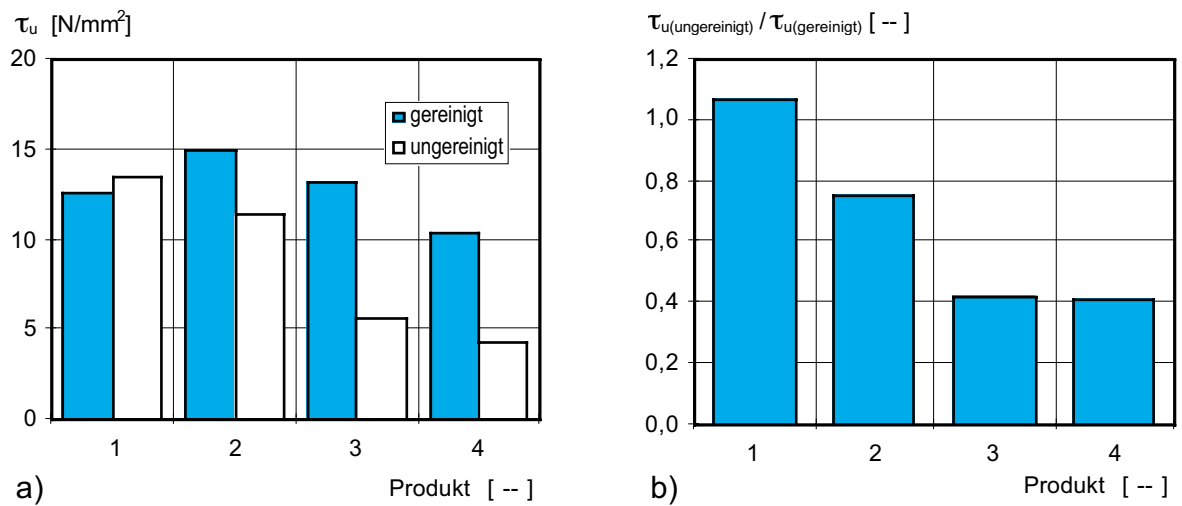 τu [N/mm²]
20
15
10
5
0
gereinigt
ungereinigt
1 2 3 4
a) Produkt [ -- ]
τu(ungereinigt) / τu(gereinigt) [ -- ]
1,2
1,0
0,8
0,6
0,4
0,2
0,0
1 2 3 4
b) Produkt [ -- ]